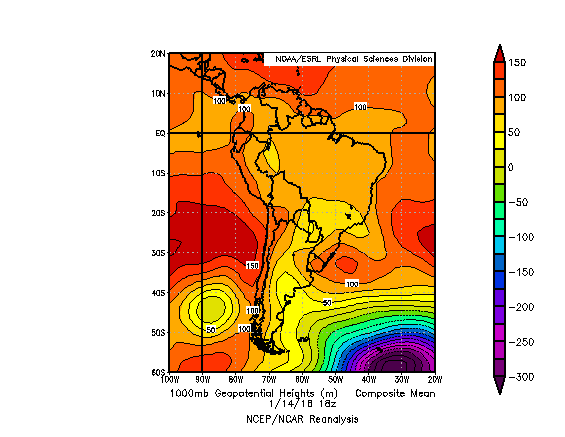 NOAA/ESRL Physical Sciences Division
20N
10N
EQ
10S
20S
30S
40S
50S
60S
100W 90W 80W 70W 60W 50W 40W 30W 20W
100
100
100
150
100
50
50
100
100
150
100
50
0
-50
-100
-150
-200
-250
-300
1000mb Geopotential Heights (m) Composite Mean
1/14/18 18z
NCEP/NCAR Reanalysis